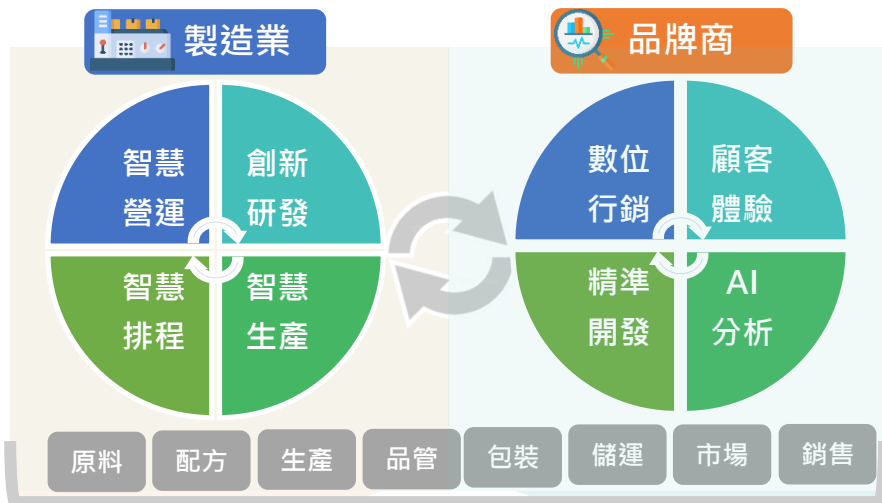 製造業
品牌商
智慧
營運
創新
研發
智慧
排程
智慧
生產
數位
行銷
顧客
體驗
精準
開發
AI
分析
原料
配方
生產
品管
包裝
儲運
市場
銷售